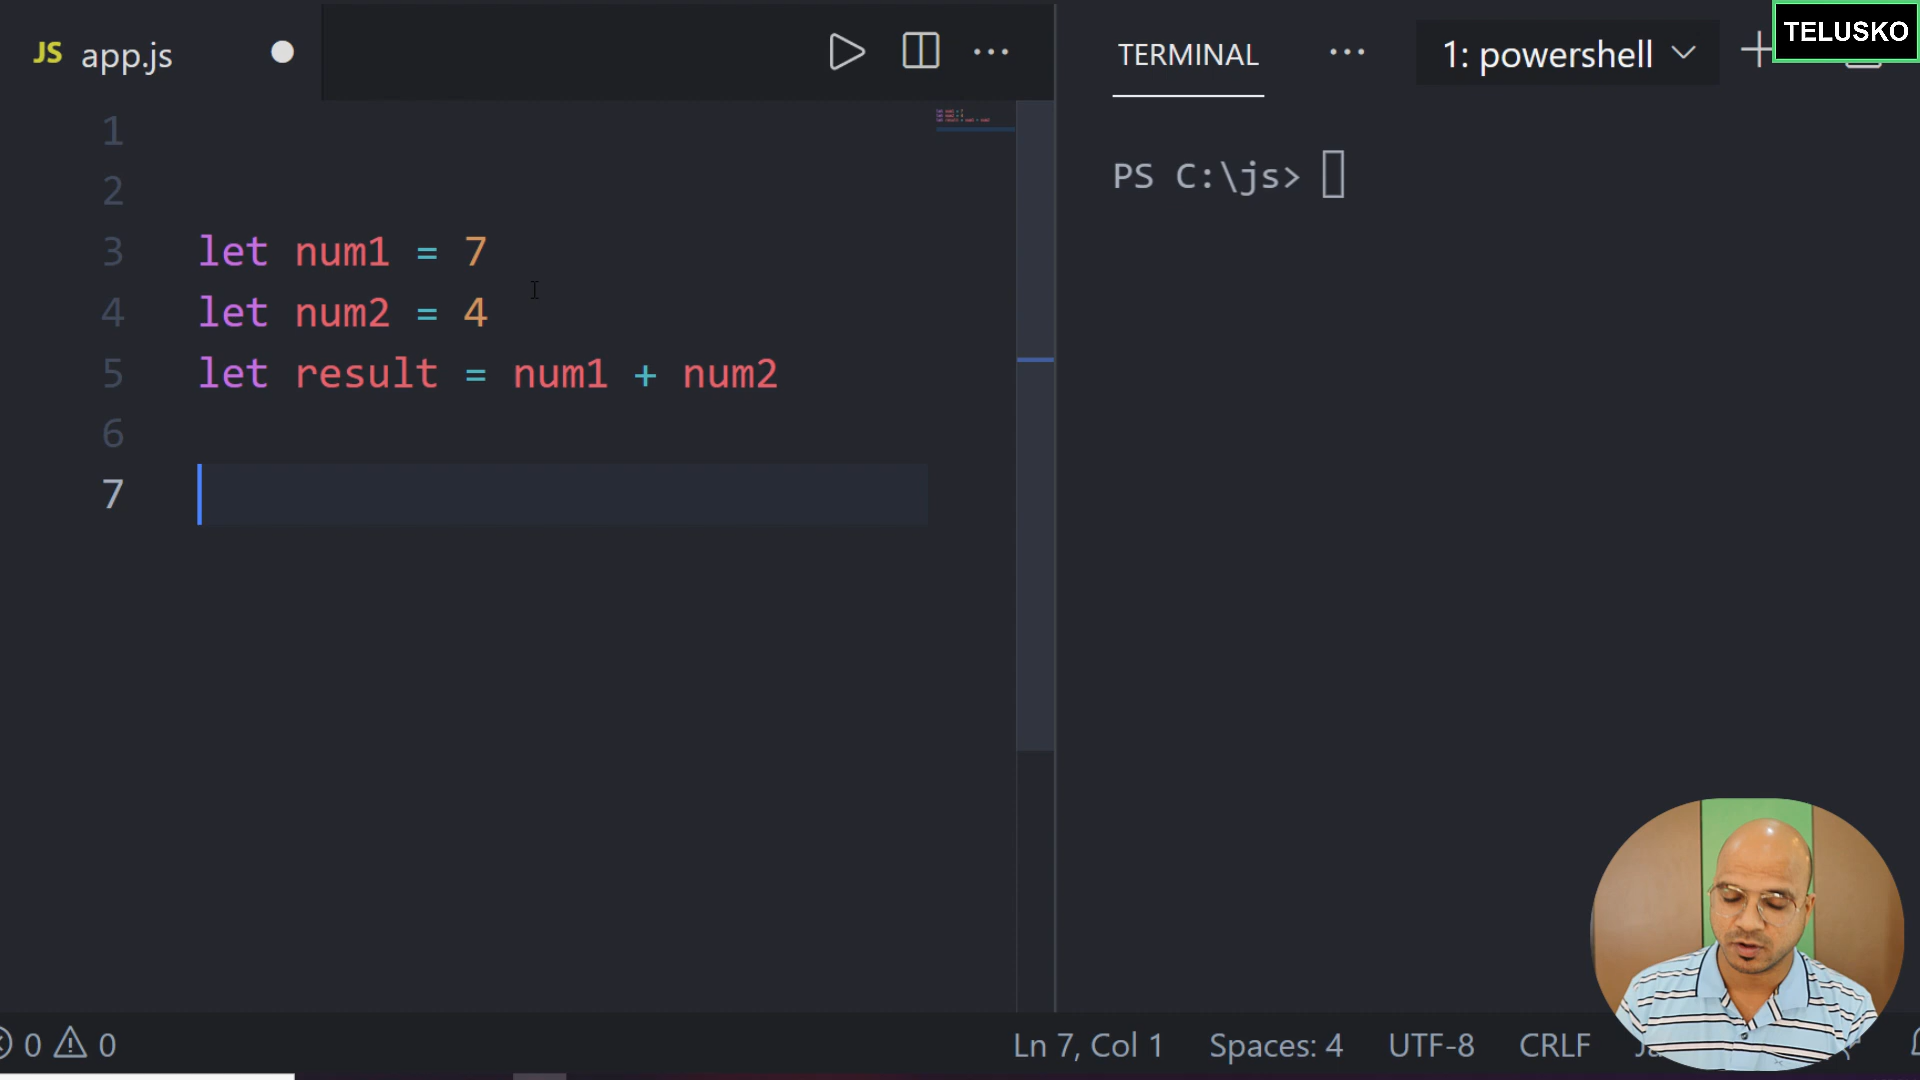 JS app.js
TERMINAL
1: powershell
TELUSKO
1
2
3 let num1 = 7
4 let num2 = 4
5 let result = num1 + num2
6
7
PS C:\js>
0 0
Ln 7, Col 1
Spaces: 4
UTF-8
CRLF